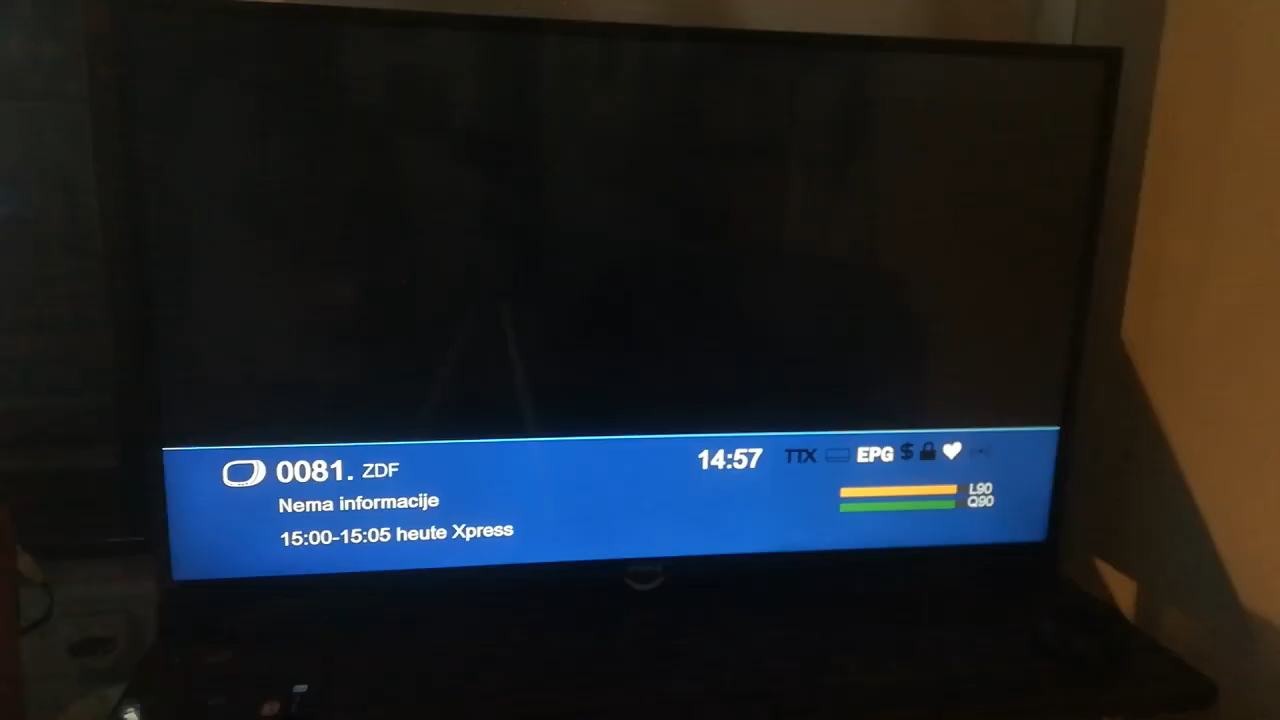 0081. ZDF
14:57
TTX EPG $
L90
Q90
Nema informacije
15:00-15:05 heute Xpress